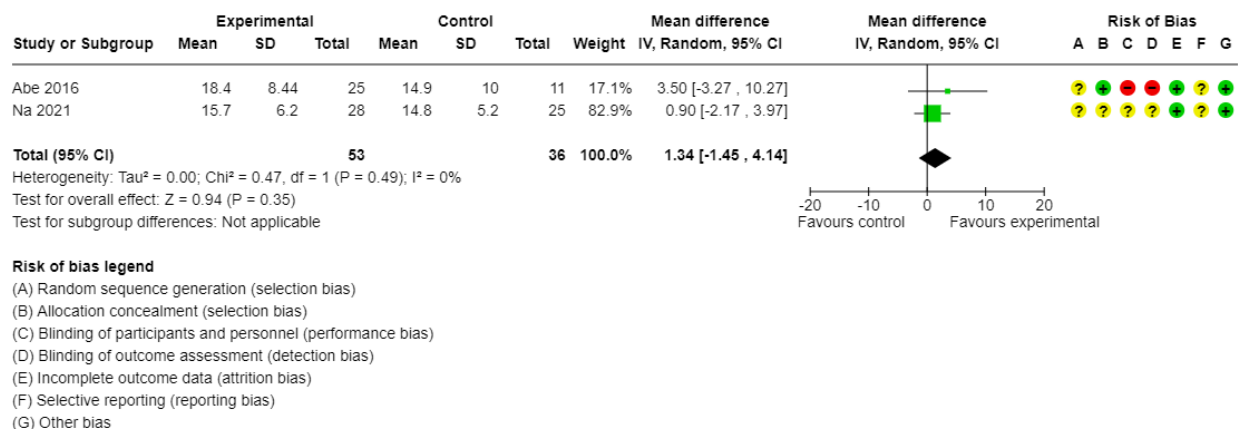 Experimental Control Mean difference Mean difference Risk of Bias
Study or Subgroup Mean SD Total Mean SD Total Weight IV, Random, 95% CI IV, Random, 95% CI A B C D E F G
Abe 2016 18.4 8.44 25 14.9 10 11 17.1% 3.50 [-3.27 , 10.27] ? + − − + ? +
Na 2021 15.7 6.2 28 14.8 5.2 25 82.9% 0.90 [-2.17 , 3.97] ? ? ? ? + ? +
Total (95% CI) 53 36 100.0% 1.34 [-1.45 , 4.14]
Heterogeneity: Tau² = 0.00; Chi² = 0.47, df = 1 (P = 0.49); I² = 0%
Test for overall effect: Z = 0.94 (P = 0.35)
-20 -10 0 10 20
Test for subgroup differences: Not applicable
Favours control Favours experimental
Risk of bias legend
(A) Random sequence generation (selection bias)
(B) Allocation concealment (selection bias)
(C) Blinding of participants and personnel (performance bias)
(D) Blinding of outcome assessment (detection bias)
(E) Incomplete outcome data (attrition bias)
(F) Selective reporting (reporting bias)
(G) Other bias